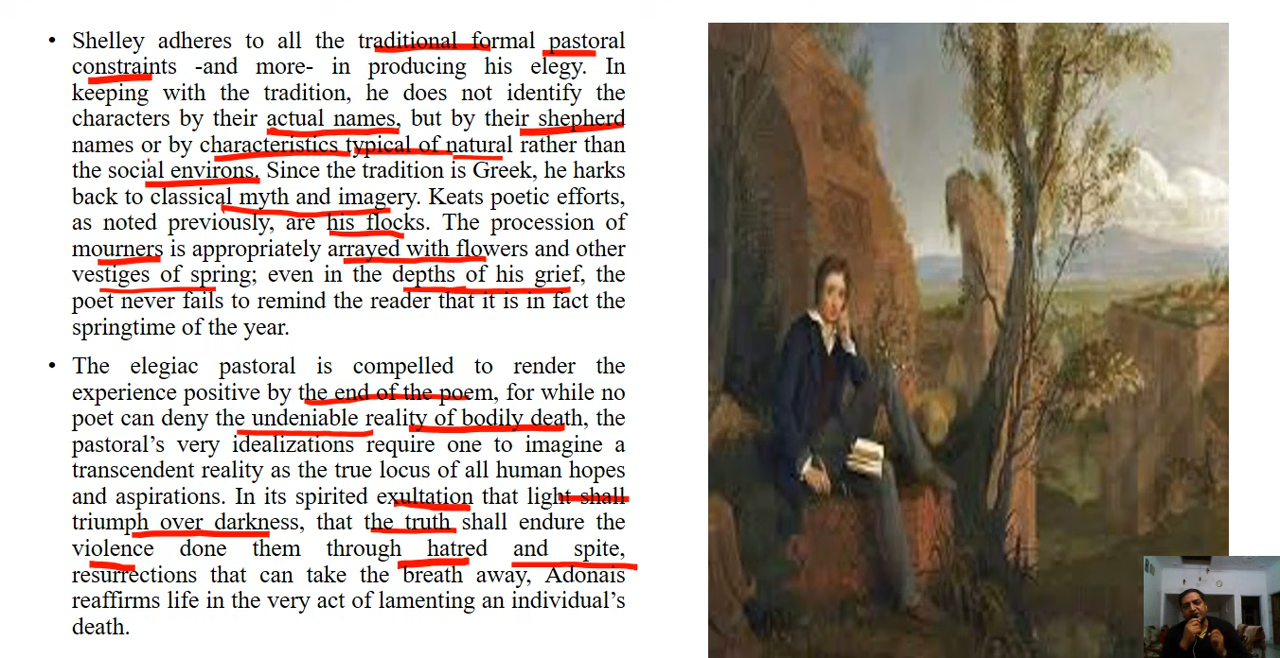 • Shelley adheres to all the traditional formal pastoral
constraints -and more- in producing his elegy. In
keeping with the tradition, he does not identify the
characters by their actual names, but by their shepherd
names or by characteristics typical of natural rather than
the social environs. Since the tradition is Greek, he harks
back to classical myth and imagery. Keats poetic efforts,
as noted previously, are his flocks. The procession of
mourners is appropriately arrayed with flowers and other
vestiges of spring; even in the depths of his grief, the
poet never fails to remind the reader that it is in fact the
springtime of the year.
• The elegiac pastoral is compelled to render the
experience positive by the end of the poem, for while no
poet can deny the undeniable reality of bodily death, the
pastoral's very idealizations require one to imagine a
transcendent reality as the true locus of all human hopes
and aspirations. In its spirited exultation that light shall
triumph over darkness, that the truth shall endure the
violence done them through hatred and spite,
resurrections that can take the breath away, Adonais
reaffirms life in the very act of lamenting an individual's
death.